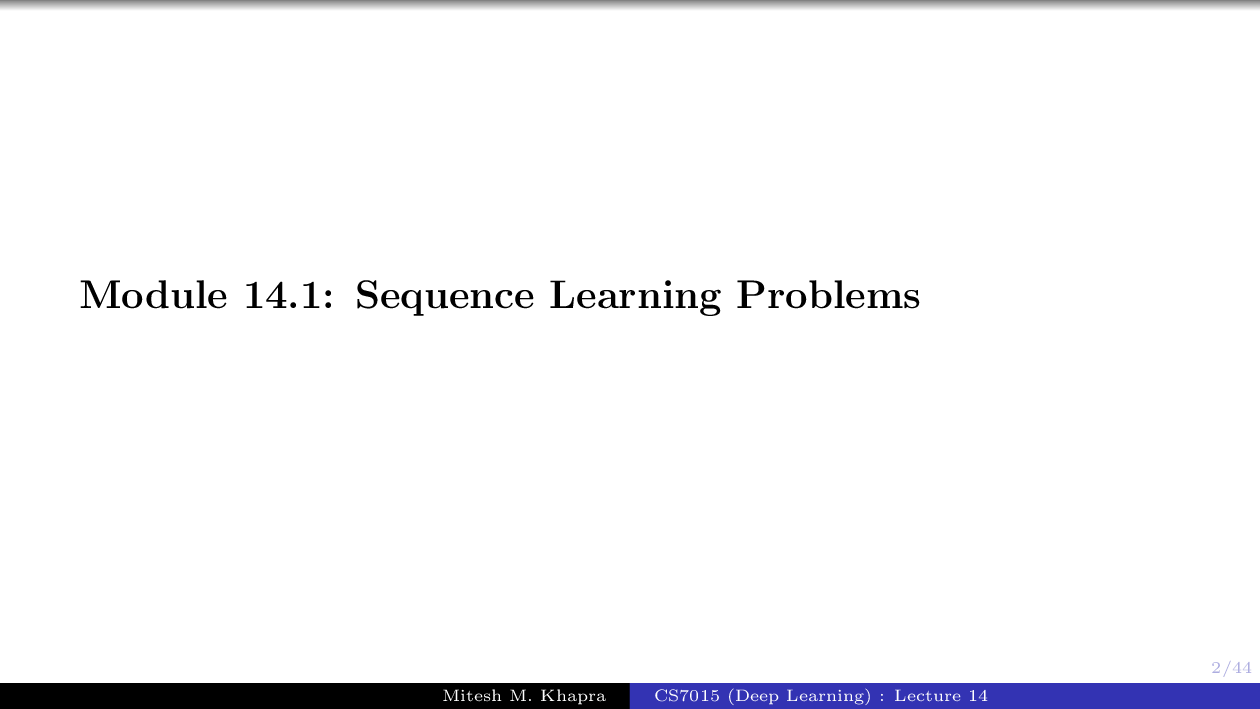 Module 14.1: Sequence Learning Problems
2/44
Mitesh M. Khapra
CS7015 (Deep Learning) : Lecture 14